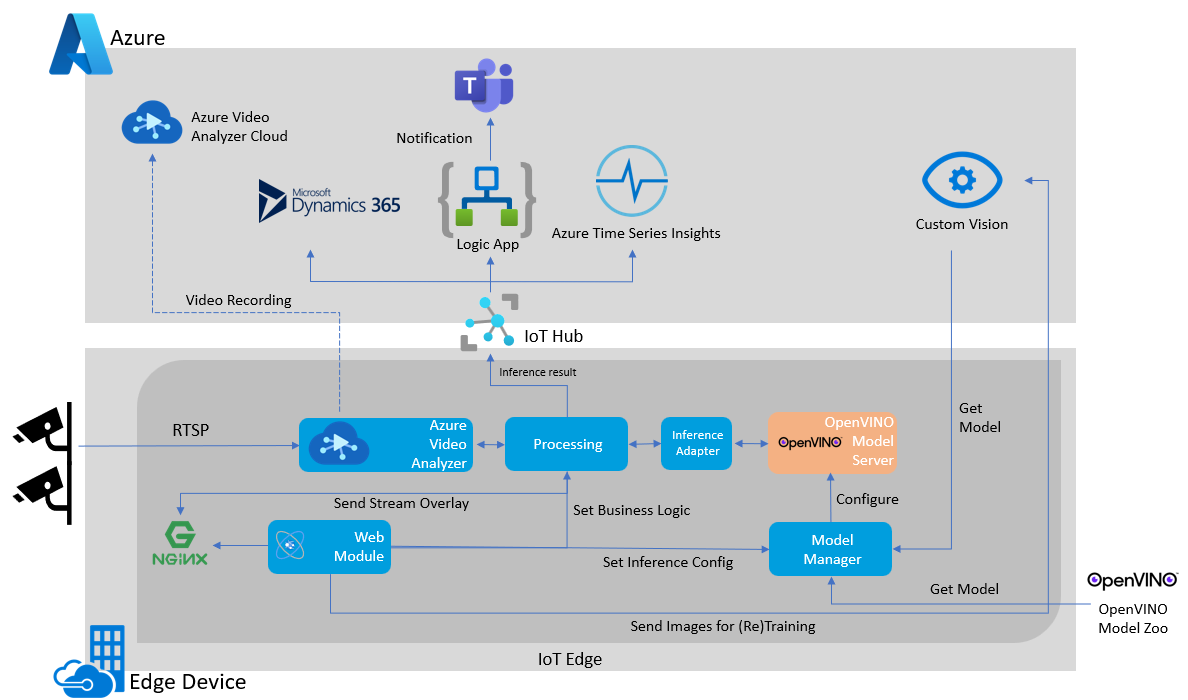 Azure
T
Azure Video
Analyzer Cloud
Notification
Microsoft
Dynamics 365
Logic App
Azure Time Series Insights
Custom Vision
Video Recording
IoT Hub
Inference result
RTSP
Azure
Video
Analyzer
Processing
Inference
Adapter
OpenVINO
OpenVINO
Model
Server
Get
Model
Send Stream Overlay
Set Business Logic
Configure
NGINX
Web
Module
Model
Manager
Set Inference Config
Get Model
OpenVINO™
OpenVINO
Model Zoo
Send Images for (Re)Training
IoT Edge
Edge Device